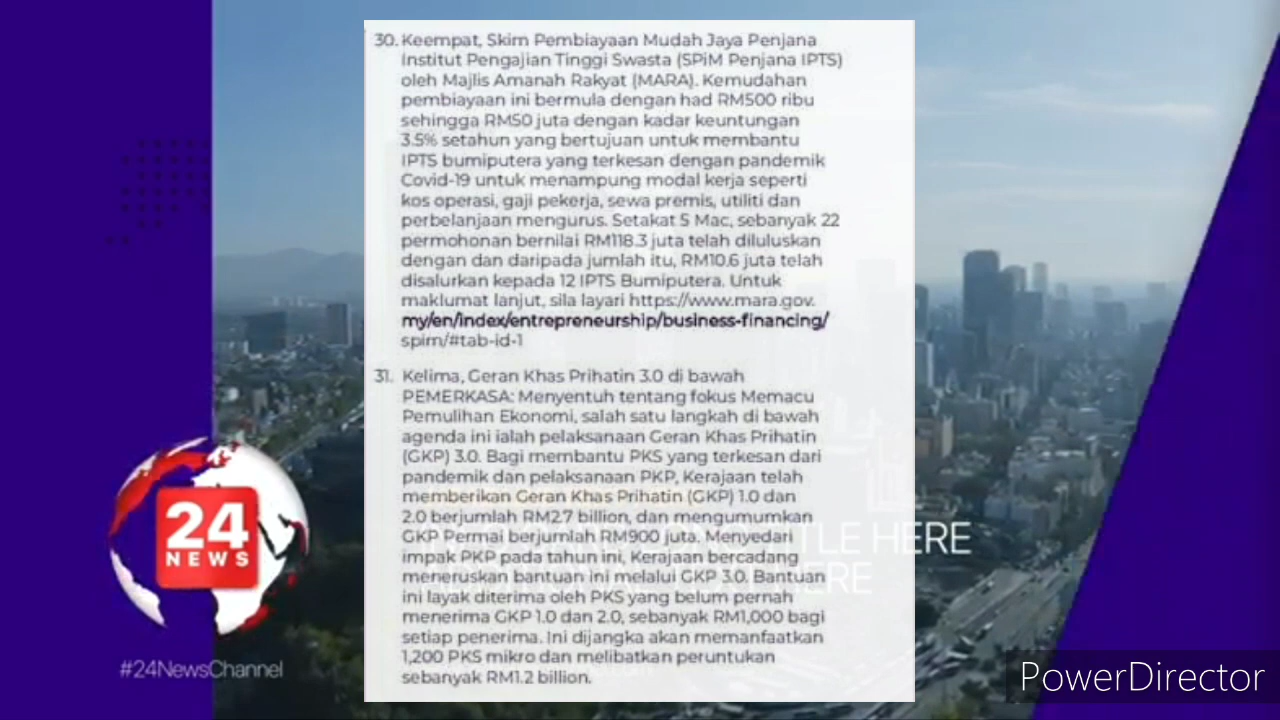 30. Keempat, Skim Pembiayaan Mudah Jaya Penjana
Institut Pengajian Tinggi Swasta (SPiM Penjana IPTS)
oleh Majlis Amanah Rakyat (MARA). Kemudahan
pembiayaan ini bermula dengan had RM500 ribu
sehingga RM50 juta dengan kadar keuntungan
3.5% setahun yang bertujuan untuk membantu
IPTS bumiputera yang terkesan dengan pandemik
Covid-19 untuk menampung modal kerja seperti
kos operasi, gaji pekerja, sewa premis, utiliti dan
perbelanjaan mengurus. Setakat 5 Mac, sebanyak 22
permohonan bernilai RM118.3 juta telah diluluskan
dengan dan daripada jumlah itu, RM10.6 juta telah
disalurkan kepada 12 IPTS Bumiputera. Untuk
maklumat lanjut, sila layari https://www.mara.gov.
my/en/index/entrepreneurship/business-financing/
spim/#tab-id-1
31. Kelima, Geran Khas Prihatin 3.0 di bawah
PEMERKASA: Menyentuh tentang fokus Memacu
Pemulihan Ekonomi, salah satu langkah di bawah
agenda ini ialah pelaksanaan Geran Khas Prihatin
(GKP) 3.0. Bagi membantu PKS yang terkesan dari
pandemik dan pelaksanaan PKP, Kerajaan telah
memberikan Geran Khas Prihatin (GKP) 1.0 dan
2.0 berjumlah RM2.7 billion, dan mengumumkan
GKP Permai berjumlah RM900 juta. Menyedari
impak PKP pada tahun ini, Kerajaan bercadang
meneruskan bantuan ini melalui GKP 3.0. Bantuan
ini layak diterima oleh PKS yang belum pernah
menerima GKP 1.0 dan 2.0, sebanyak RM1,000 bagi
setiap penerima. Ini dijangka akan memanfaatkan
1,200 PKS mikro dan melibatkan peruntukan
sebanyak RM1.2 billion.
TITLE HERE
HERE
24
NEWS
#24NewsChannel
PowerDirector